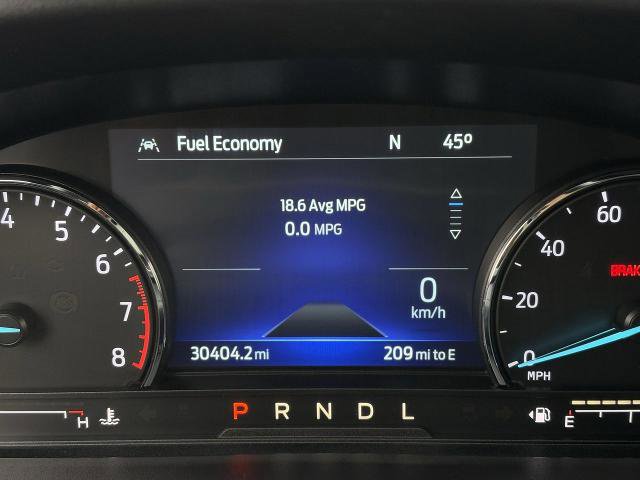 Fuel Economy N 45°
18.6 Avg MPG
0.0 MPG
4 5 6 7 8
0 20 40 60
MPH
BRAK
0
km/h
30404.2 mi 209 mi to E
H P R N D L E